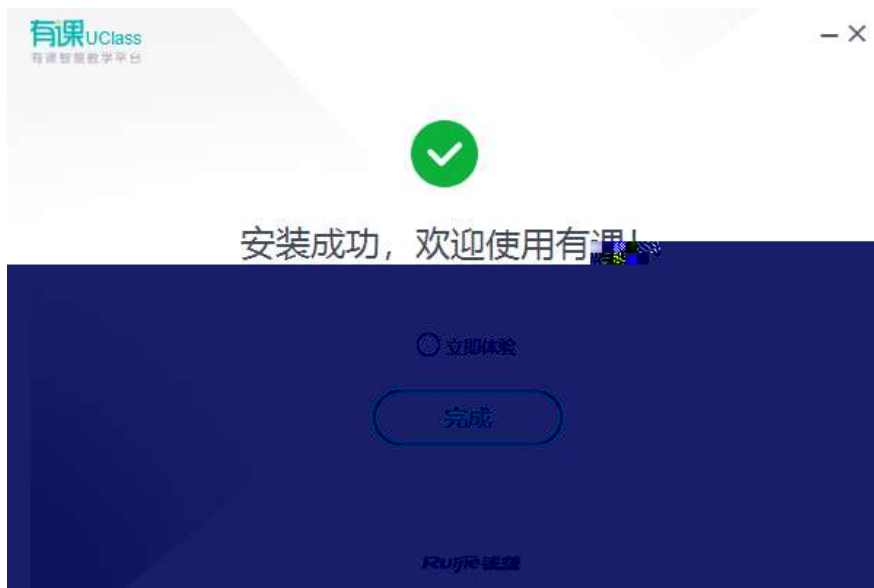 有课UClass
有课智慧教学平台
安装成功，欢迎使用有课!
立即体验
完成
Ruijie锐捷